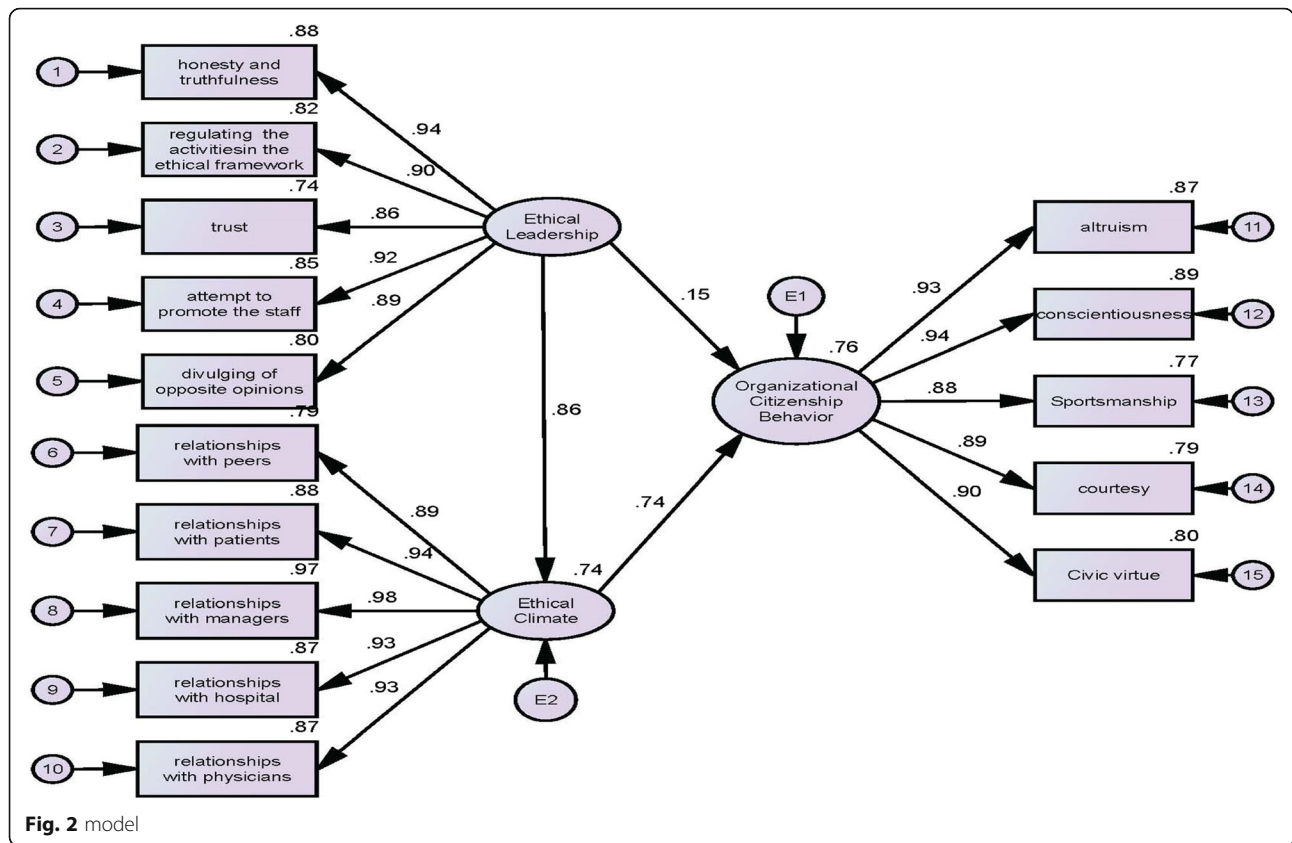 .88
1
honesty and
truthfulness
.82
2
regulating the
activitiesin the
ethical framework
.74
3
trust
.85
4
attempt to
promote the staff
.80
5
divulging of
opposite opinions
.79
6
relationships
with peers
.88
7
relationships
with patients
.97
8
relationships
with managers
.87
9
relationships
with hospital
.87
10
relationships
with physicians
.94
.90
.86
.92
.89
Ethical
Leadership
.15
.86
.89
.94
.98
.93
.93
Ethical
Climate
.74
E2
.74
E1
.76
Organizational
Citizenship
Behavior
.93
.94
.88
.89
.90
.87
altruism
11
.89
conscientiousness
12
.77
Sportsmanship
13
.79
courtesy
14
.80
Civic virtue
15
Fig. 2 model